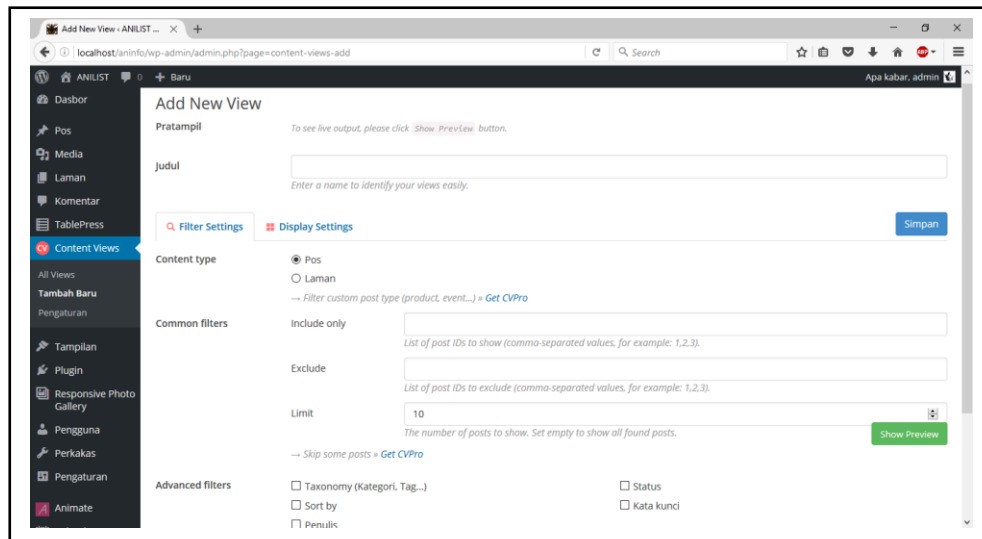 Add New View ‹ ANILIST ...
localhost/aninfo/wp-admin/admin.php?page=content-views-add
Search
ABP
ANILIST 0 + Baru
Apa kabar, admin
Dasbor
Pos
Media
Laman
Komentar
TablePress
CV Content Views
All Views
Tambah Baru
Pengaturan
Tampilan
Plugin
Responsive Photo
Gallery
Pengguna
Perkakas
Pengaturan
Animate
Add New View
Pratampil
To see live output, please click Show Preview button.
Judul
Enter a name to identify your views easily.
Filter Settings
Display Settings
Simpan
Content type
Pos
Laman
→ Filter custom post type (product, event...) » Get CVPro
Common filters
Include only
List of post IDs to show (comma-separated values, for example: 1,2,3).
Exclude
List of post IDs to exclude (comma-separated values, for example: 1,2,3).
Limit
10
The number of posts to show. Set empty to show all found posts.
Show Preview
→ Skip some posts » Get CVPro
Advanced filters
Taxonomy (Kategori, Tag...)
Status
Sort by
Kata kunci
Penulis